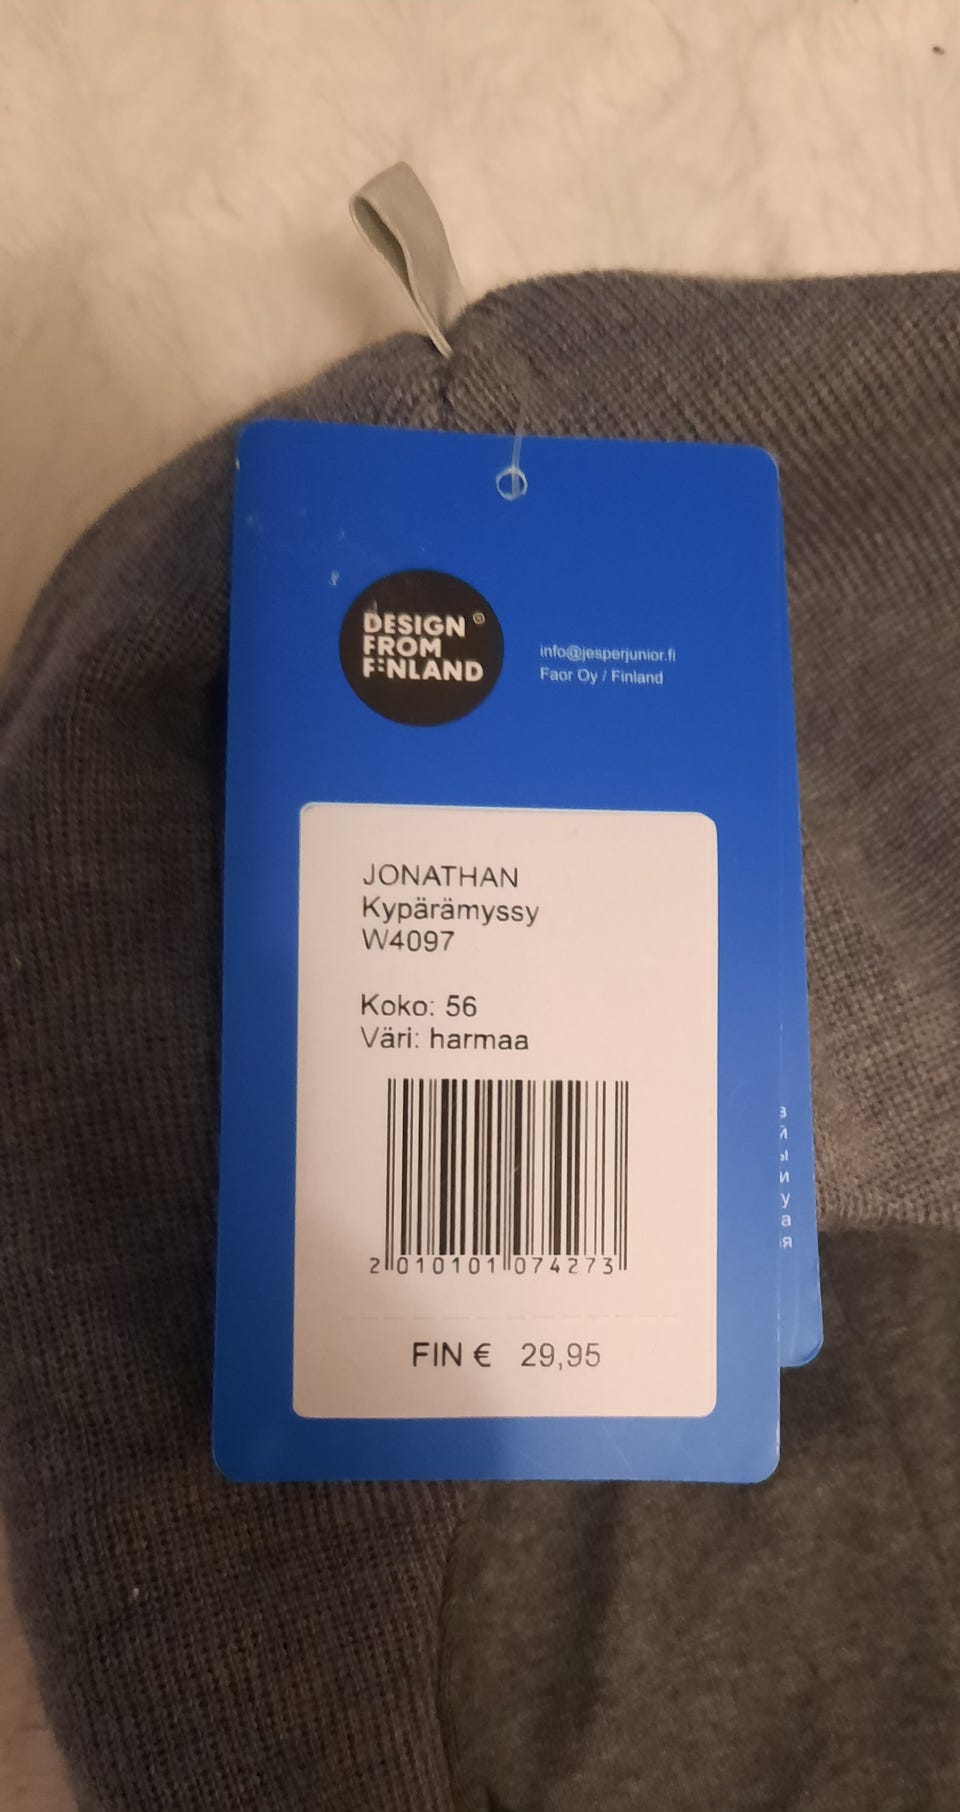 DESIGN ®
FROM
FINLAND
info@jesperjunior.fi
Faor Oy / Finland
JONATHAN
Kypärämyssy
W4097
Koko: 56
Väri: harmaa
2 010101 074273
FIN € 29,95
в
й
ы
и
у
а
ия